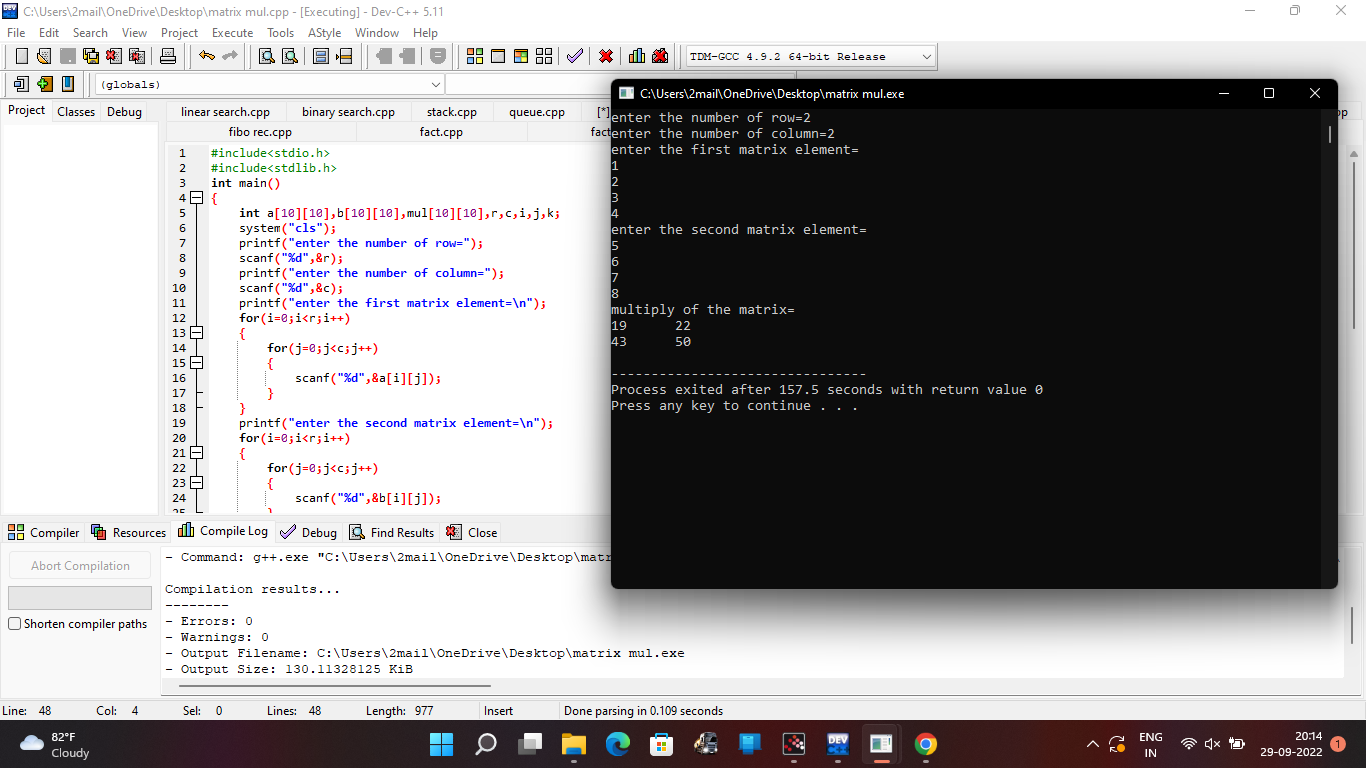 C:\Users\2mail\OneDrive\Desktop\matrix mul.cpp - [Executing] - Dev-C++ 5.11
File Edit Search View Project Execute Tools AStyle Window Help
TDM-GCC 4.9.2 64-bit Release
(globals)
Project Classes Debug
linear search.cpp binary search.cpp stack.cpp queue.cpp [*]
fibo rec.cpp fact.cpp fact
1 #include<stdio.h>
2 #include<stdlib.h>
3 int main()
4 {
5 int a[10][10],b[10][10],mul[10][10],r,c,i,j,k;
6 system("cls");
7 printf("enter the number of row=");
8 scanf("%d",&r);
9 printf("enter the number of column=");
10 scanf("%d",&c);
11 printf("enter the first matrix element=\n");
12 for(i=0;i<r;i++)
13 {
14 for(j=0;j<c;j++)
15 {
16 scanf("%d",&a[i][j]);
17 }
18 }
19 printf("enter the second matrix element=\n");
20 for(i=0;i<r;i++)
21 {
22 for(j=0;j<c;j++)
23 {
24 scanf("%d",&b[i][j]);
25 }
C:\Users\2mail\OneDrive\Desktop\matrix mul.exe
enter the number of row=2
enter the number of column=2
enter the first matrix element=
1
2
3
4
enter the second matrix element=
5
6
7
8
multiply of the matrix=
19 22
43 50
--------------------------------
Process exited after 157.5 seconds with return value 0
Press any key to continue . . .
Compiler Resources Compile Log Debug Find Results Close
Abort Compilation
Shorten compiler paths
- Command: g++.exe "C:\Users\2mail\OneDrive\Desktop\matr
Compilation results...
--------
- Errors: 0
- Warnings: 0
- Output Filename: C:\Users\2mail\OneDrive\Desktop\matrix mul.exe
- Output Size: 130.11328125 KiB
Line: 48 Col: 4 Sel: 0 Lines: 48 Length: 977 Insert Done parsing in 0.109 seconds
82°F
Cloudy
DEV
ENG
IN
20:14
29-09-2022
1